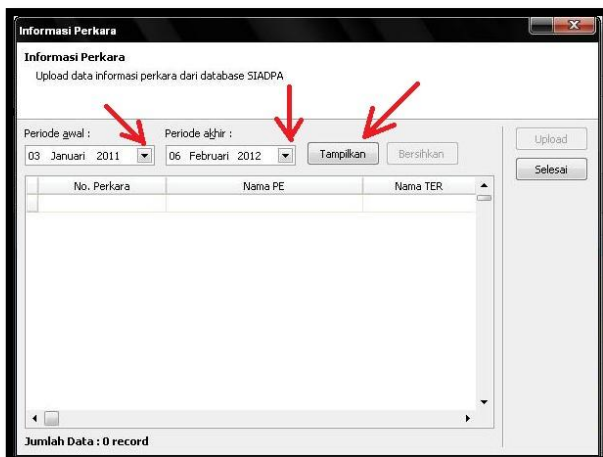 Informasi Perkara
Informasi Perkara
Upload data informasi perkara dari database SIADPA
Periode awal :
Periode akhir :
03 Januari 2011
06 Februari 2012
Tampilkan
Bersihkan
Upload
Selesai
No. Perkara
Nama PE
Nama TER
Jumlah Data : 0 record